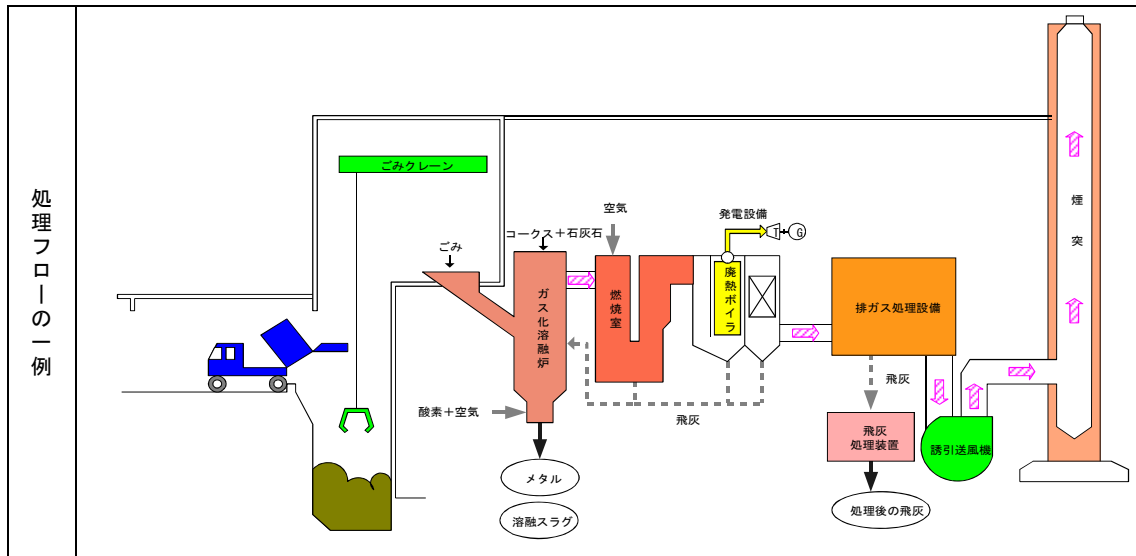 処理フローの一例
ごみクレーン
ごみ
コークス＋石灰石
空気
発電設備
T
G
ガス化溶融炉
燃焼室
廃熱ボイラ
排ガス処理設備
煙突
酸素＋空気
飛灰
飛灰
飛灰
処理装置
誘引送風機
メタル
溶融スラグ
処理後の飛灰